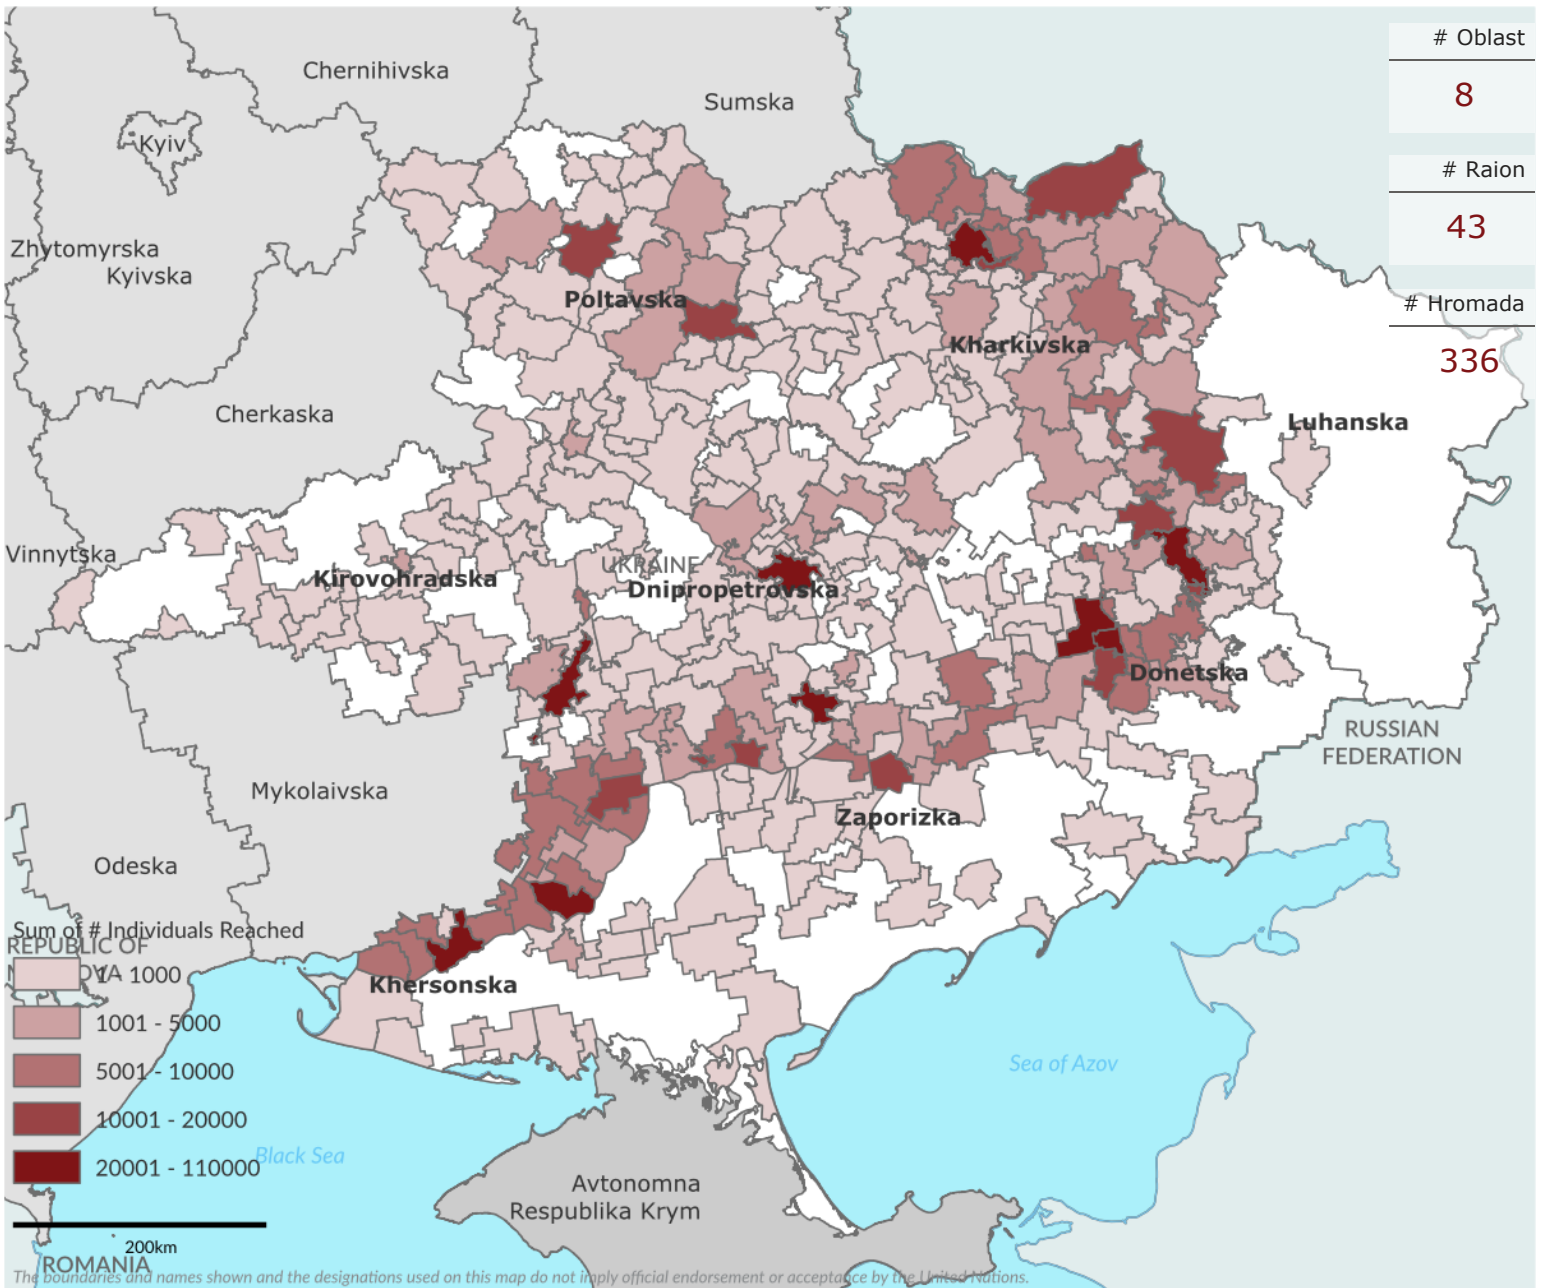 # Oblast
8
# Raion
43
# Hromada
336
Chernihivska
Sumska
Kyiv
Zhytomyrska
Kyivska
Poltavska
Kharkivska
Cherkaska
Luhanska
Vinnytska
Kirovohradska
UKRAINE
Dnipropetrovska
Donetska
RUSSIAN
FEDERATION
Mykolaivska
Zaporizka
Odeska
Sum of # Individuals Reached
REPUBLIC OF
1 - 1000
1001 - 5000
5001 - 10000
10001 - 20000
20001 - 110000
Khersonska
Sea of Azov
Black Sea
Avtonomna
Respublika Krym
200km
ROMANIA
The boundaries and names shown and the designations used on this map do not imply official endorsement or acceptance by the United Nations.